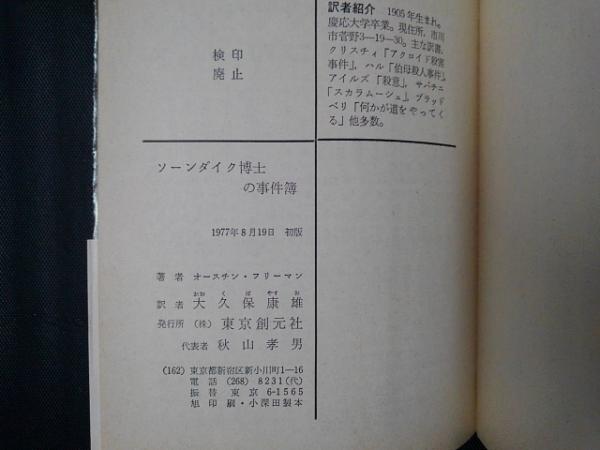 検印
廃止
訳者紹介 1905年生まれ。
慶応大学卒業。現住所、市川
市菅野3―19―30。主な訳書、
クリスティ「アクロイド殺害
事件」、ハル「伯母殺人事件」、
アイルズ「殺意」、サバチニ
「スカラムーシュ」、ブラッド
ベリ「何かが道をやってく
る」他多数。
ソーンダイク博士
の事件簿
1977年8月19日 初版
著者 オースチン・フリーマン
おお く ぼ やす お
訳者 大久保康雄
発行所 (株) 東京創元社
代表者 秋山孝男
(162) 東京都新宿区新小川町1―16
電話 (268) 8231(代)
振替 東京 6-1565
旭印刷・小深田製本